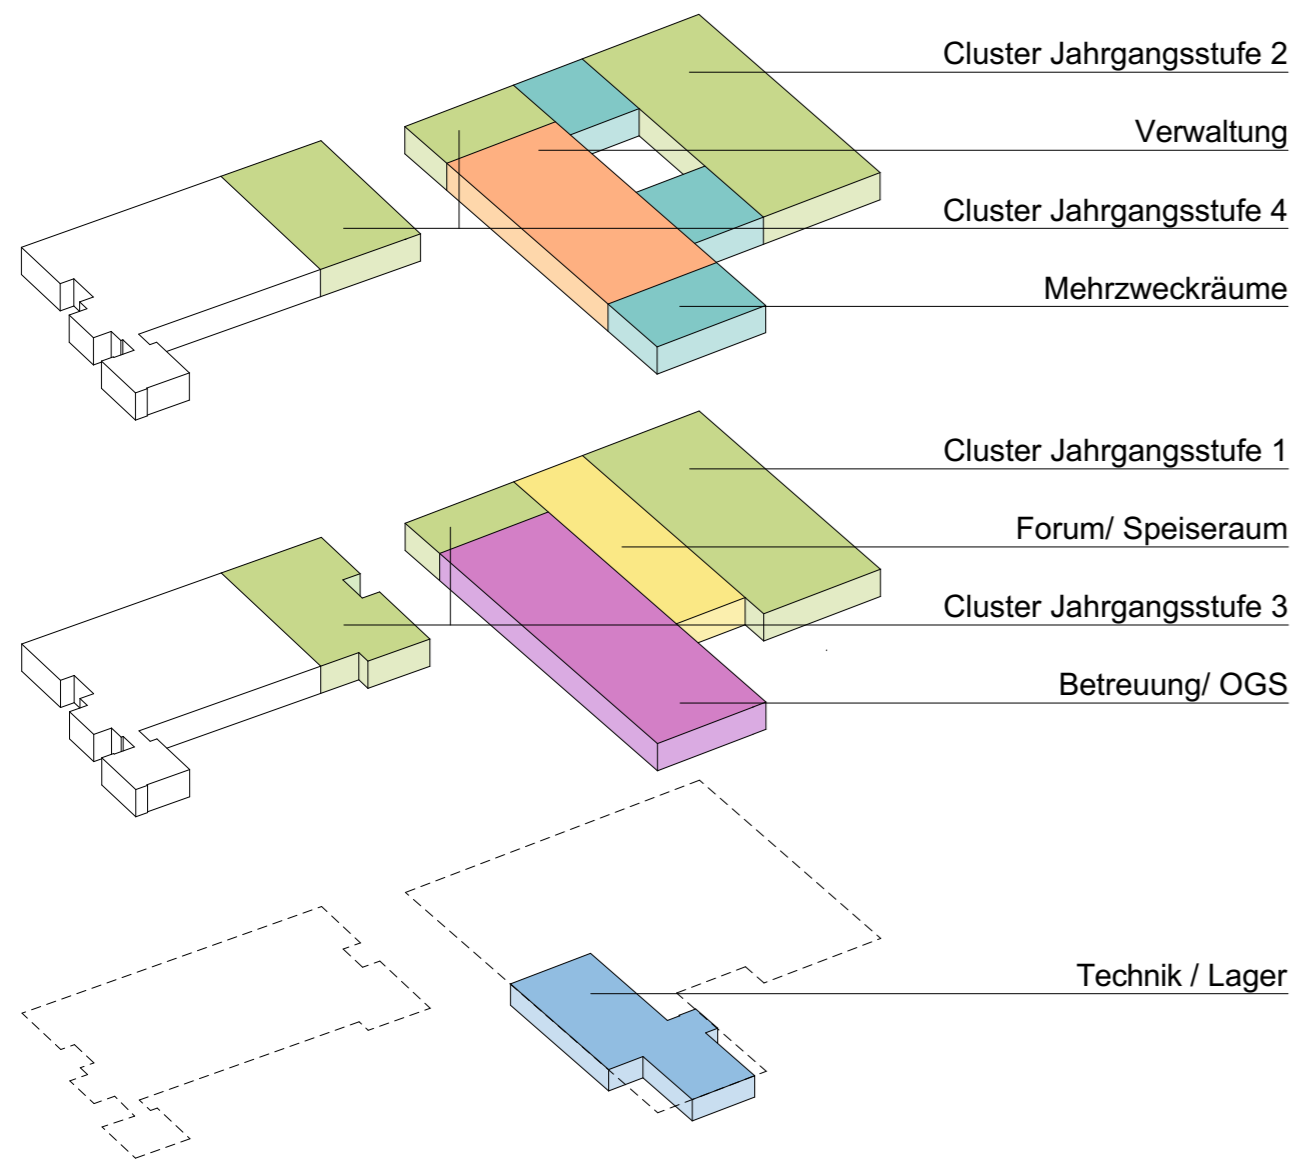 Cluster Jahrgangsstufe 2
Verwaltung
Cluster Jahrgangsstufe 4
Mehrzweckräume
Cluster Jahrgangsstufe 1
Forum/ Speiseraum
Cluster Jahrgangsstufe 3
Betreuung/ OGS
Technik / Lager